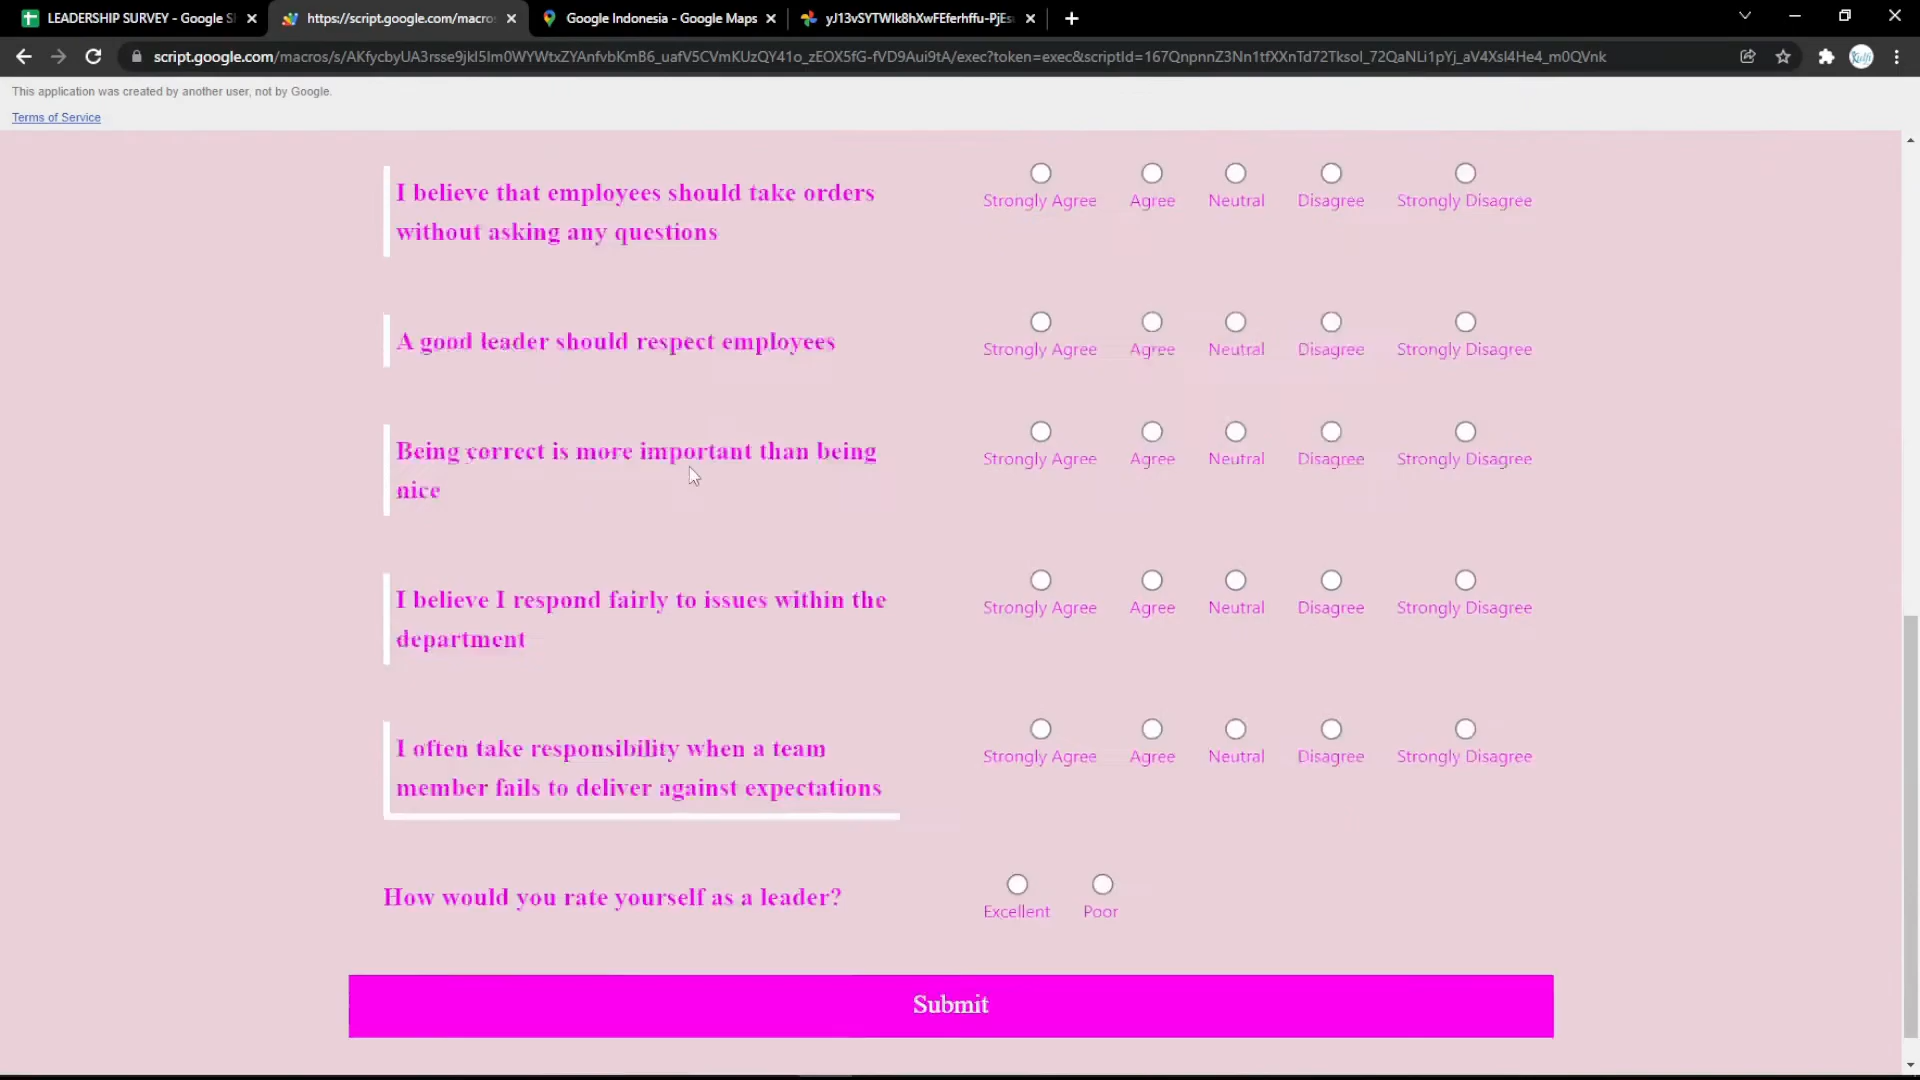 LEADERSHIP SURVEY - Google S
https://script.google.com/macro
Google Indonesia - Google Maps
script.google.com/macros/s/
/exec?token=exec&scriptId=
This application was created by another user, not by Google.
Terms of Service
I believe that employees should take orders
without asking any questions
Strongly Agree Agree Neutral Disagree Strongly Disagree
A good leader should respect employees
Strongly Agree Agree Neutral Disagree Strongly Disagree
Being correct is more important than being
nice
Strongly Agree Agree Neutral Disagree Strongly Disagree
I believe I respond fairly to issues within the
department
Strongly Agree Agree Neutral Disagree Strongly Disagree
I often take responsibility when a team
member fails to deliver against expectations
Strongly Agree Agree Neutral Disagree Strongly Disagree
How would you rate yourself as a leader?
Excellent Poor
Submit